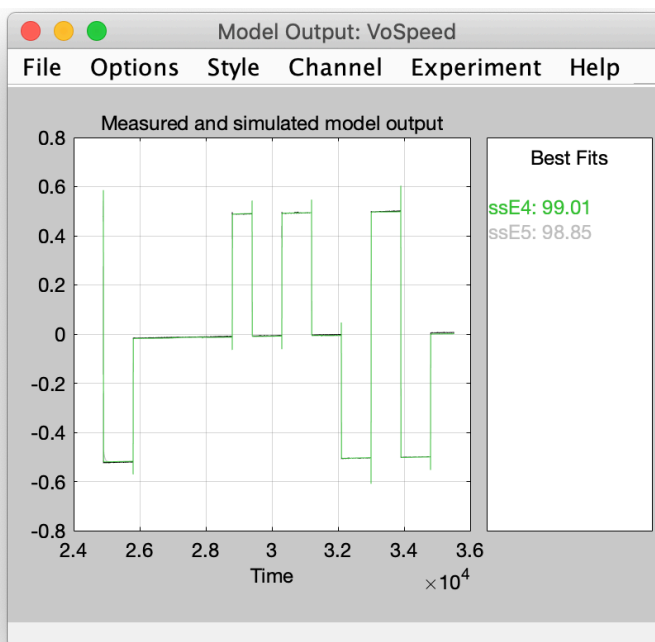 Model Output: VoSpeed
File Options Style Channel Experiment Help
Measured and simulated model output
0.8
0.6
0.4
0.2
0
-0.2
-0.4
-0.6
-0.8
2.4 2.6 2.8 3 3.2 3.4 3.6
Time
×10⁴
Best Fits
ssE4: 99.01
ssE5: 98.85